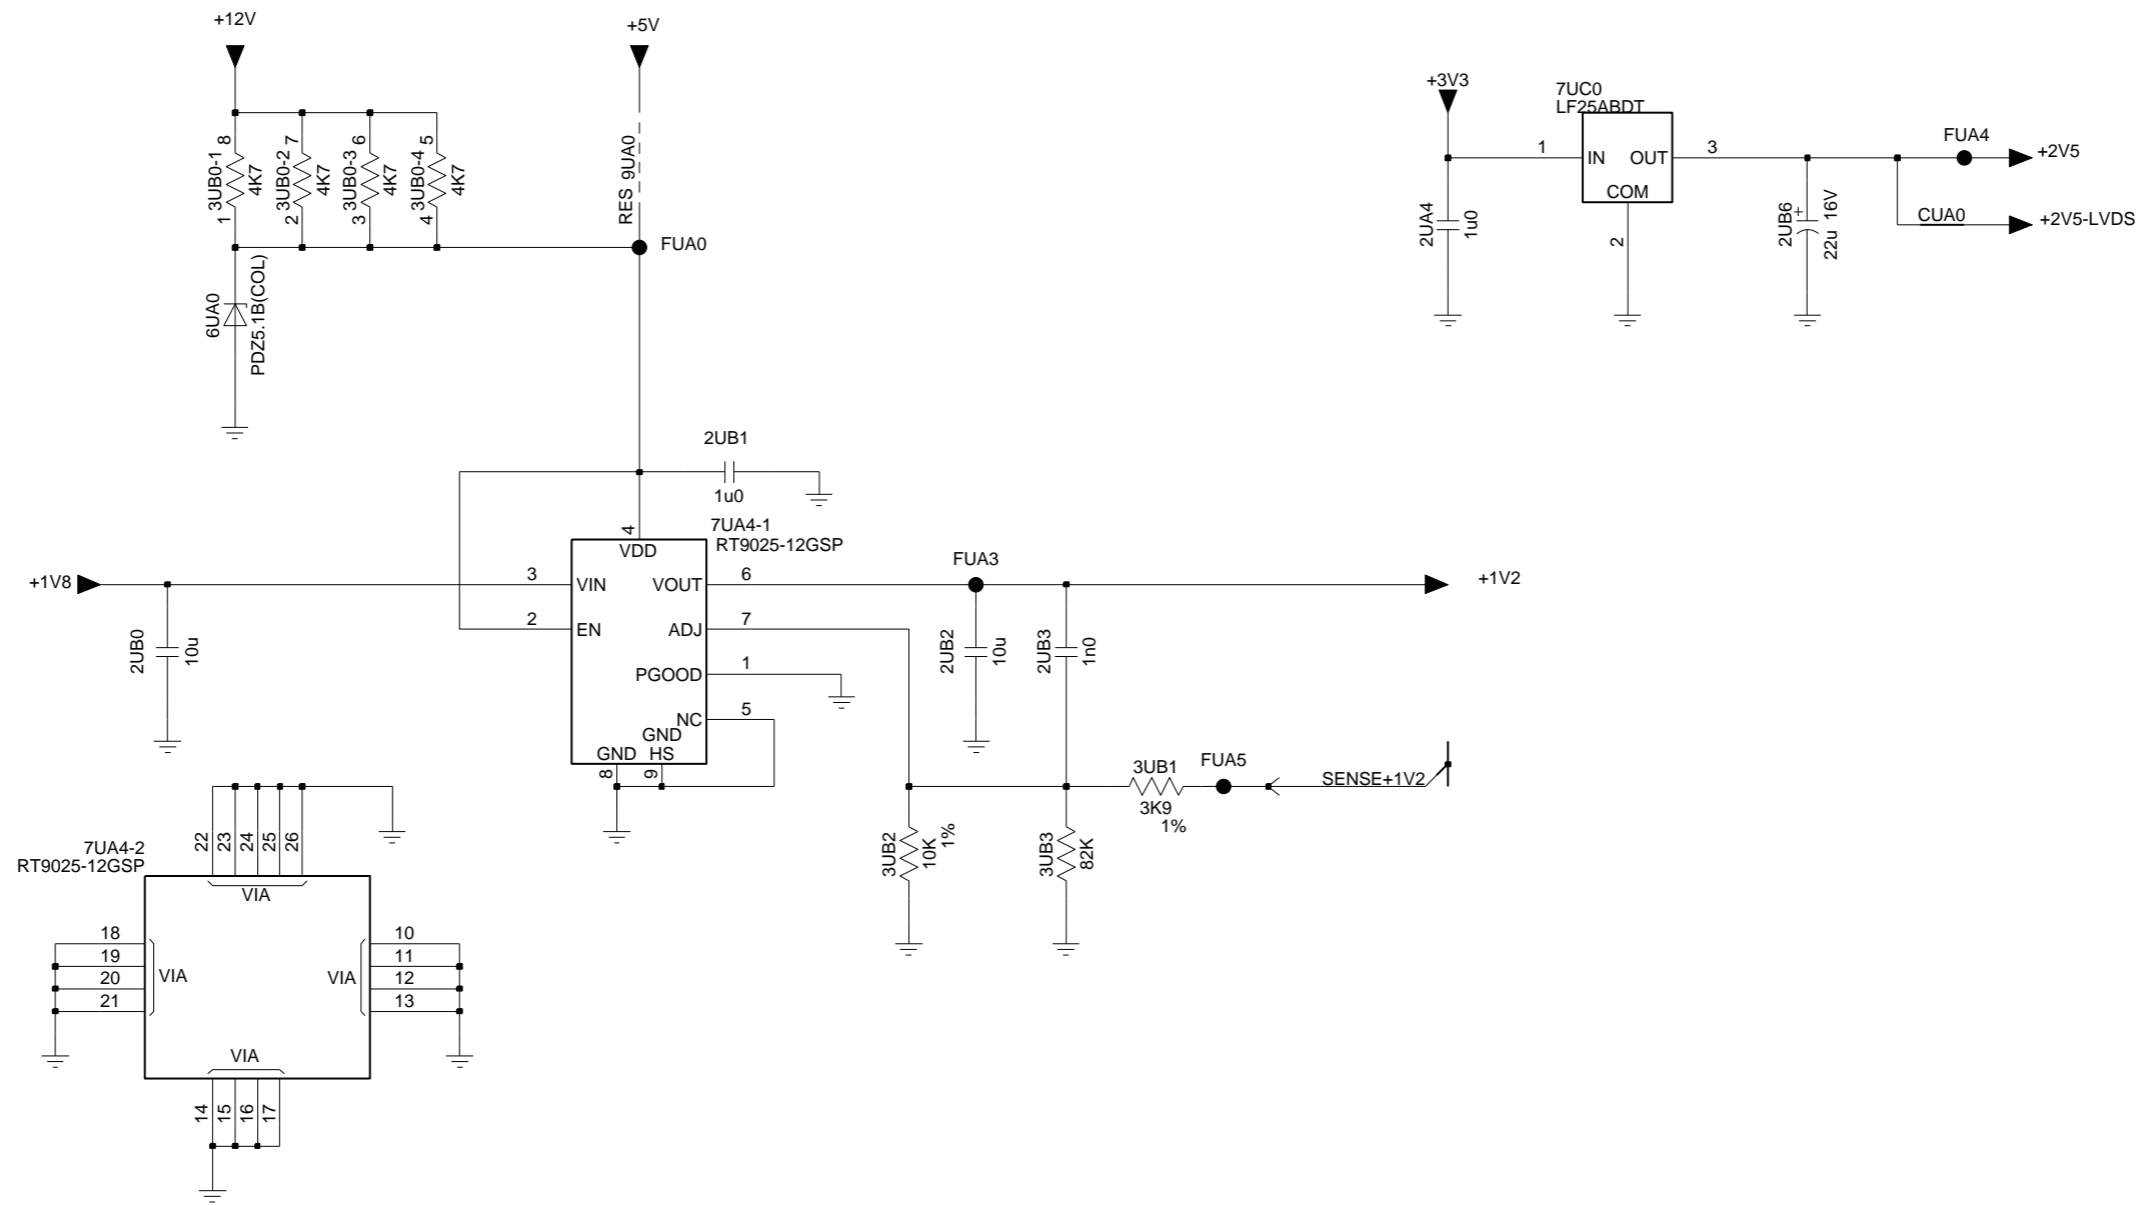 +12V
+5V
3UB0-1
8
1
4K7
3UB0-2
7
2
4K7
3UB0-3
6
3
4K7
3UB0-4
5
4
4K7
RES 9UA0
FUA0
6UA0
PDZ5.1B(COL)
+3V3
7UC0
LF25ABDT
1
IN
OUT
3
COM
2
2UA4
1u0
2UB6
+
22u 16V
FUA4
+2V5
CUA0
+2V5-LVDS
2UB1
1u0
4
VDD
7UA4-1
RT9025-12GSP
+1V8
3
VIN
VOUT
6
FUA3
+1V2
2
EN
ADJ
7
PGOOD
1
NC
5
GND
GND
HS
8
9
2UB0
10u
2UB2
10u
2UB3
1n0
3UB1
3K9
1%
FUA5
SENSE+1V2
3UB2
10K
1%
3UB3
82K
7UA4-2
RT9025-12GSP
22
23
24
25
26
VIA
18
19
20
21
VIA
VIA
10
11
12
13
VIA
14
15
16
17